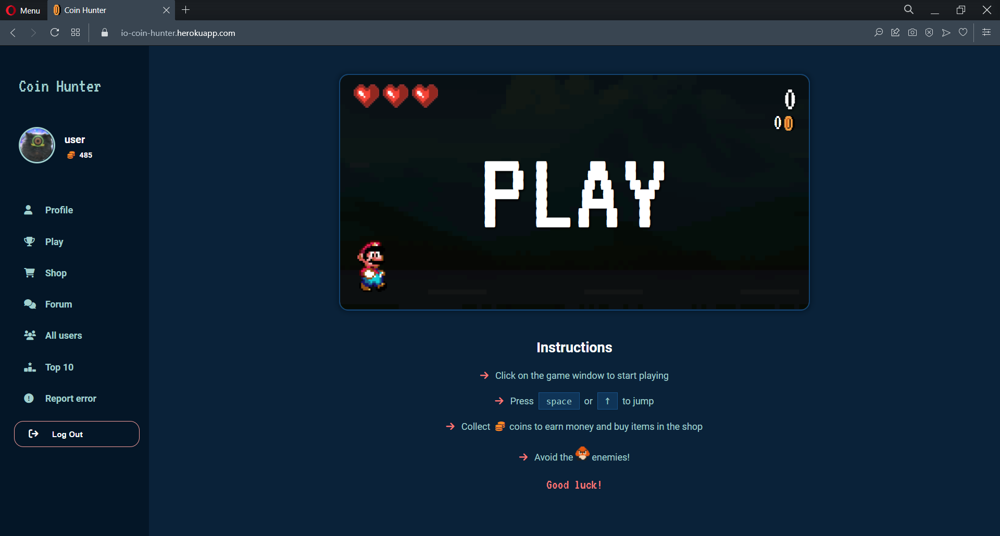 Menu
Coin Hunter
io-coin-hunter.herokuapp.com
Coin Hunter
user
485
Profile
Play
Shop
Forum
All users
Top 10
Report error
Log Out
0
0
PLAY
Instructions
→ Click on the game window to start playing
→ Press space or ↑ to jump
→ Collect coins to earn money and buy items in the shop
→ Avoid the enemies!
Good luck!